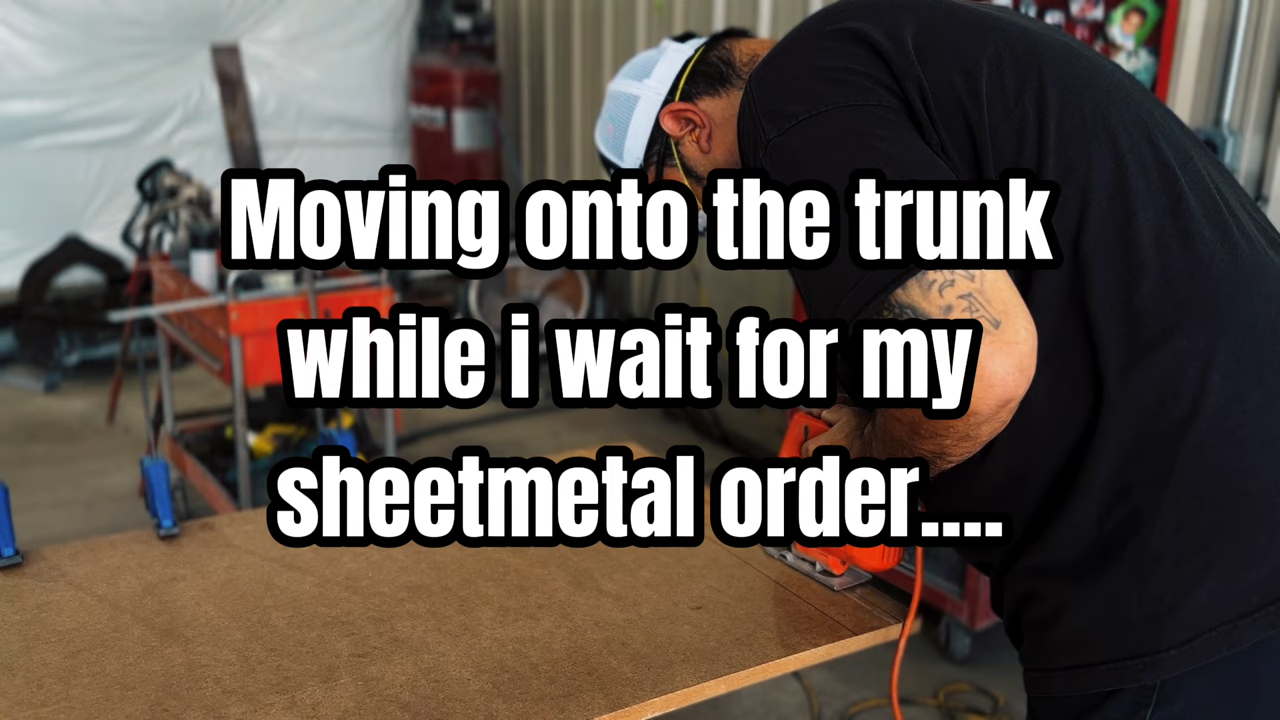 Moving onto the trunk
while i wait for my
sheetmetal order....